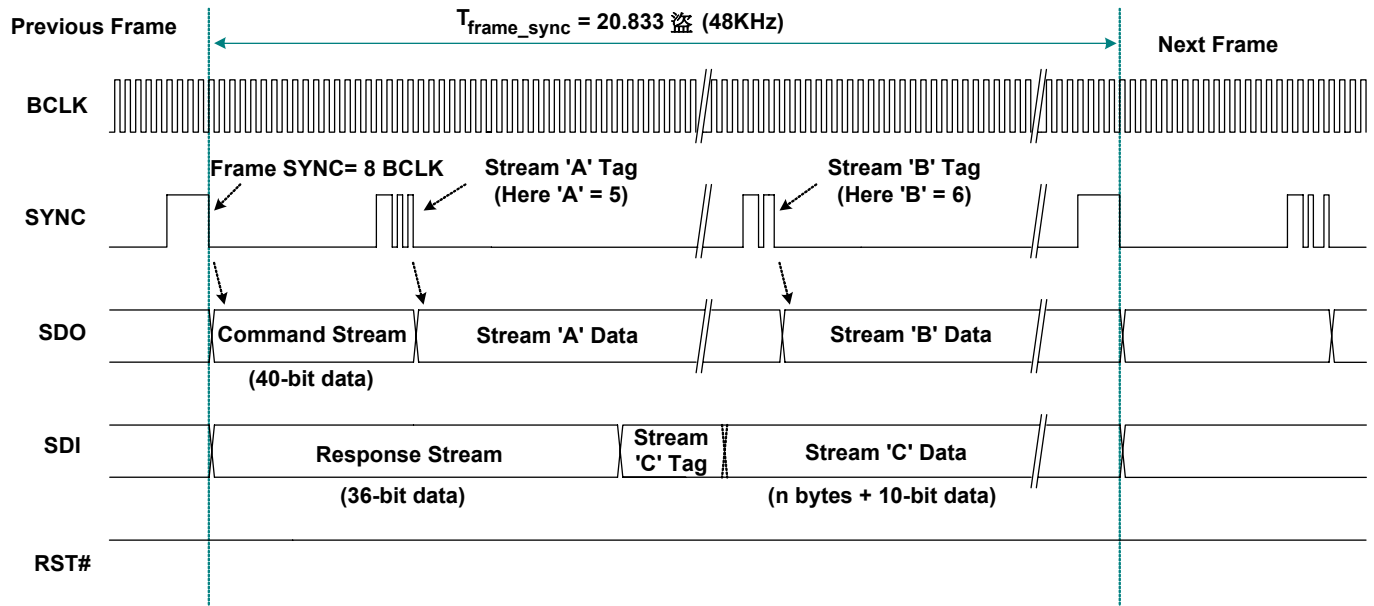 Previous Frame
Tframe_sync = 20.833 盜 (48KHz)
Next Frame
BCLK
Frame SYNC= 8 BCLK
Stream 'A' Tag
(Here 'A' = 5)
Stream 'B' Tag
(Here 'B' = 6)
SYNC
SDO
Command Stream
Stream 'A' Data
Stream 'B' Data
(40-bit data)
SDI
Response Stream
Stream
'C' Tag
Stream 'C' Data
(36-bit data)
(n bytes + 10-bit data)
RST#